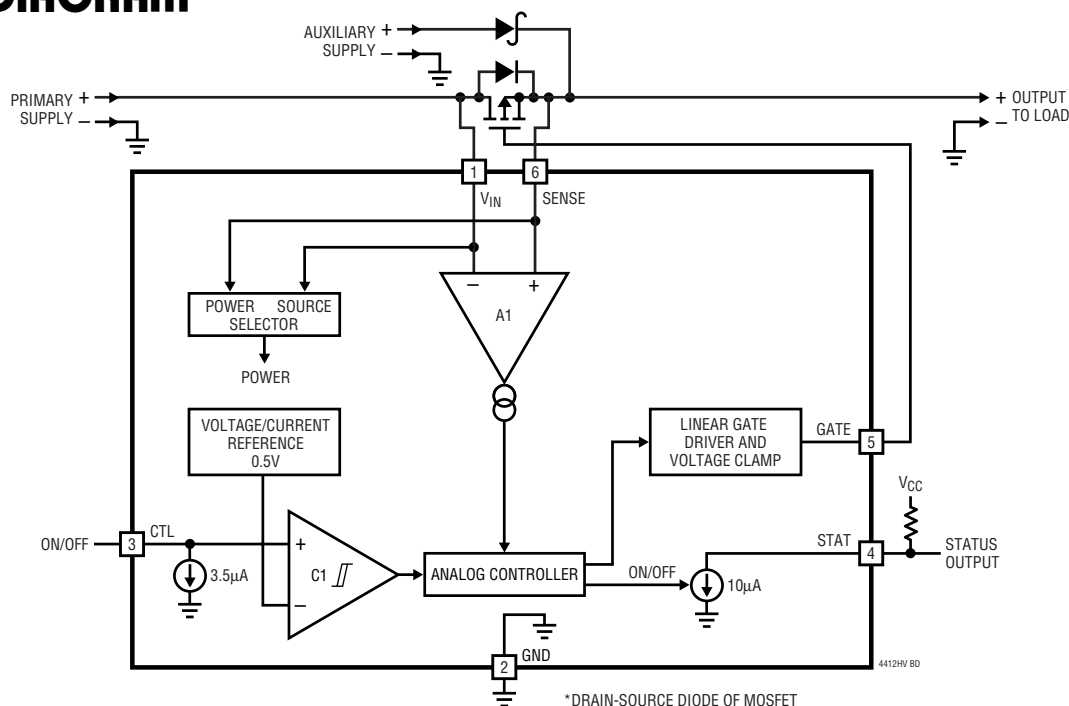 AUXILIARY +
SUPPLY –
PRIMARY +
SUPPLY –
+ OUTPUT
– TO LOAD
1
6
VIN
SENSE
–
+
A1
POWER SOURCE
SELECTOR
POWER
VOLTAGE/CURRENT
REFERENCE
0.5V
LINEAR GATE
DRIVER AND
VOLTAGE CLAMP
GATE
5
VCC
ON/OFF
3
CTL
+
–
C1
3.5µA
ANALOG CONTROLLER
ON/OFF
10µA
STAT
4
STATUS
OUTPUT
2
GND
4412HV BD
*DRAIN-SOURCE DIODE OF MOSFET